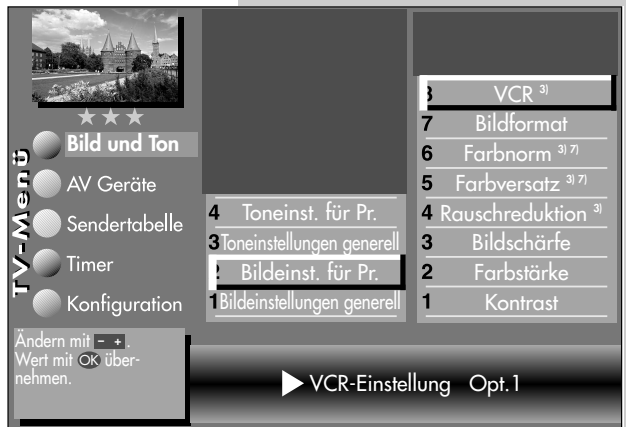 TV-Menü
Bild und Ton
AV Geräte
Sendertabelle
Timer
Konfiguration
4 Toneinst. für Pr.
3 Toneinstellungen generell
2 Bildeinst. für Pr.
1 Bildeinstellungen generell
8 VCR 3)
7 Bildformat
6 Farbnorm 3) 7)
5 Farbversatz 3) 7)
4 Rauschreduktion 3)
3 Bildschärfe
2 Farbstärke
1 Kontrast
Ändern mit - + .
Wert mit OK über-
nehmen.
VCR-Einstellung Opt.1